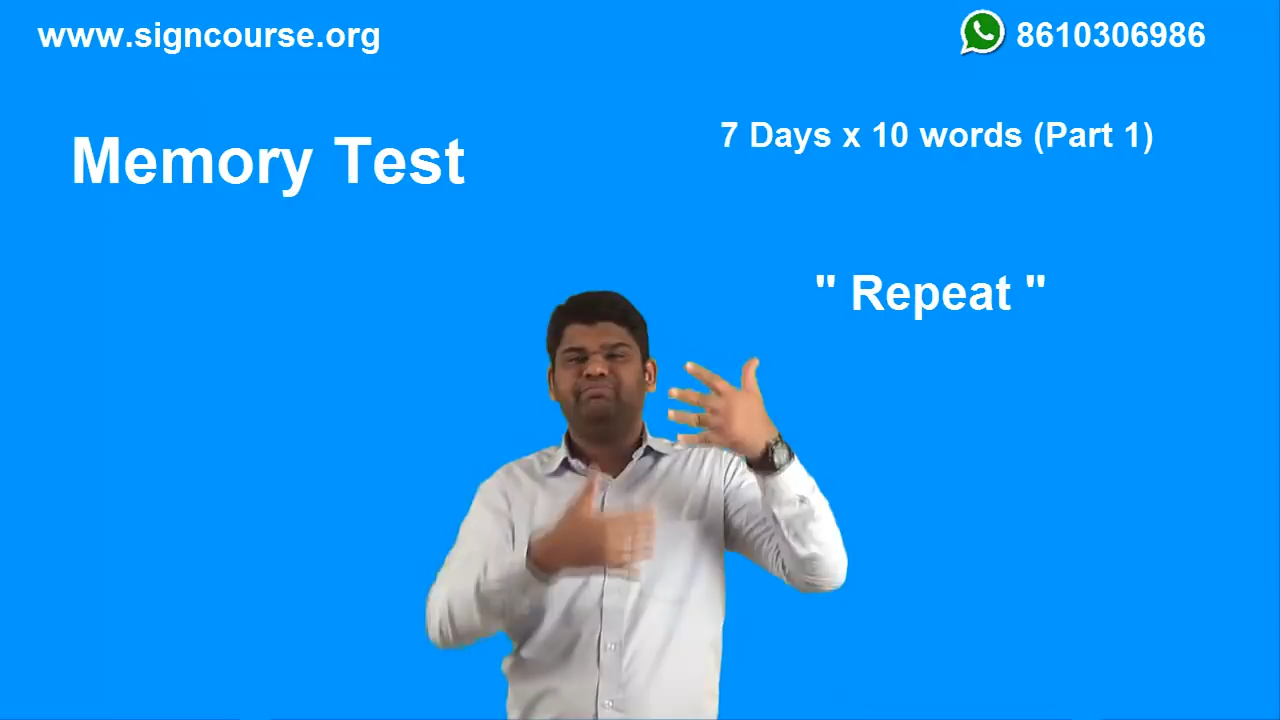 www.signcourse.org
8610306986
Memory Test
7 Days x 10 words (Part 1)
" Repeat "